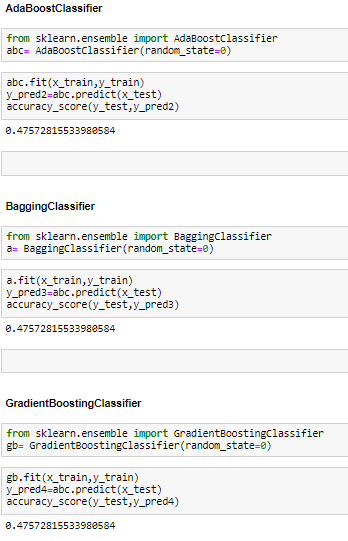 AdaBoostClassifier
from sklearn.ensemble import AdaBoostClassifier
abc= AdaBoostClassifier(random_state=0)
abc.fit(x_train,y_train)
y_pred2=abc.predict(x_test)
accuracy_score(y_test,y_pred2)
0.47572815533980584
BaggingClassifier
from sklearn.ensemble import BaggingClassifier
a= BaggingClassifier(random_state=0)
a.fit(x_train,y_train)
y_pred3=abc.predict(x_test)
accuracy_score(y_test,y_pred3)
0.47572815533980584
GradientBoostingClassifier
from sklearn.ensemble import GradientBoostingClassifier
gb= GradientBoostingClassifier(random_state=0)
gb.fit(x_train,y_train)
y_pred4=abc.predict(x_test)
accuracy_score(y_test,y_pred4)
0.47572815533980584